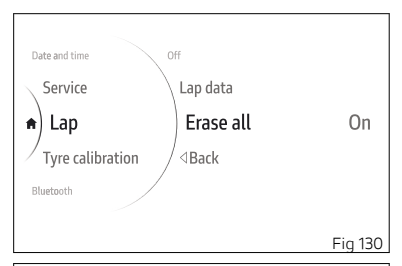 Date and time Off
Service Lap data
Lap Erase all On
Tyre calibration ◁Back
Bluetooth
Fig 130